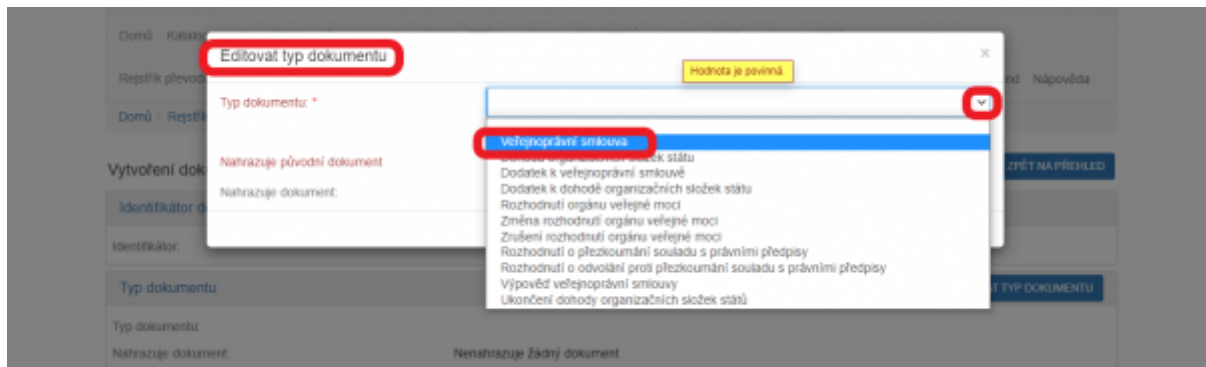 Domů Katalog
Editovat typ dokumentu ×
Hodnota je povinná.
Rejstřík převod Nápověda
Typ dokumentu: *
Domů / Rejstř
Veřejnoprávní smlouva
složek státu
Nahrazuje původní dokument
Dodatek k veřejnoprávní smlouvě
Vytvoření dok ZPĚT NA PŘEHLED
Dodatek k dohodě organizačních složek státu
Nahrazuje dokument:
Rozhodnutí orgánu veřejné moci
Identifikátor d
Změna rozhodnutí orgánu veřejné moci
Zrušení rozhodnutí orgánu veřejné moci
Identifikátor:
Rozhodnutí o přezkoumání souladu s právními předpisy
Rozhodnutí o odvolání proti přezkoumání souladu s právními předpisy
Výpověď veřejnoprávní smlouvy
Typ dokumentu TYP DOKUMENTU
Ukončení dohody organizačních složek států
Typ dokumentu:
Nahrazuje dokument: Nenahrazuje žádný dokument